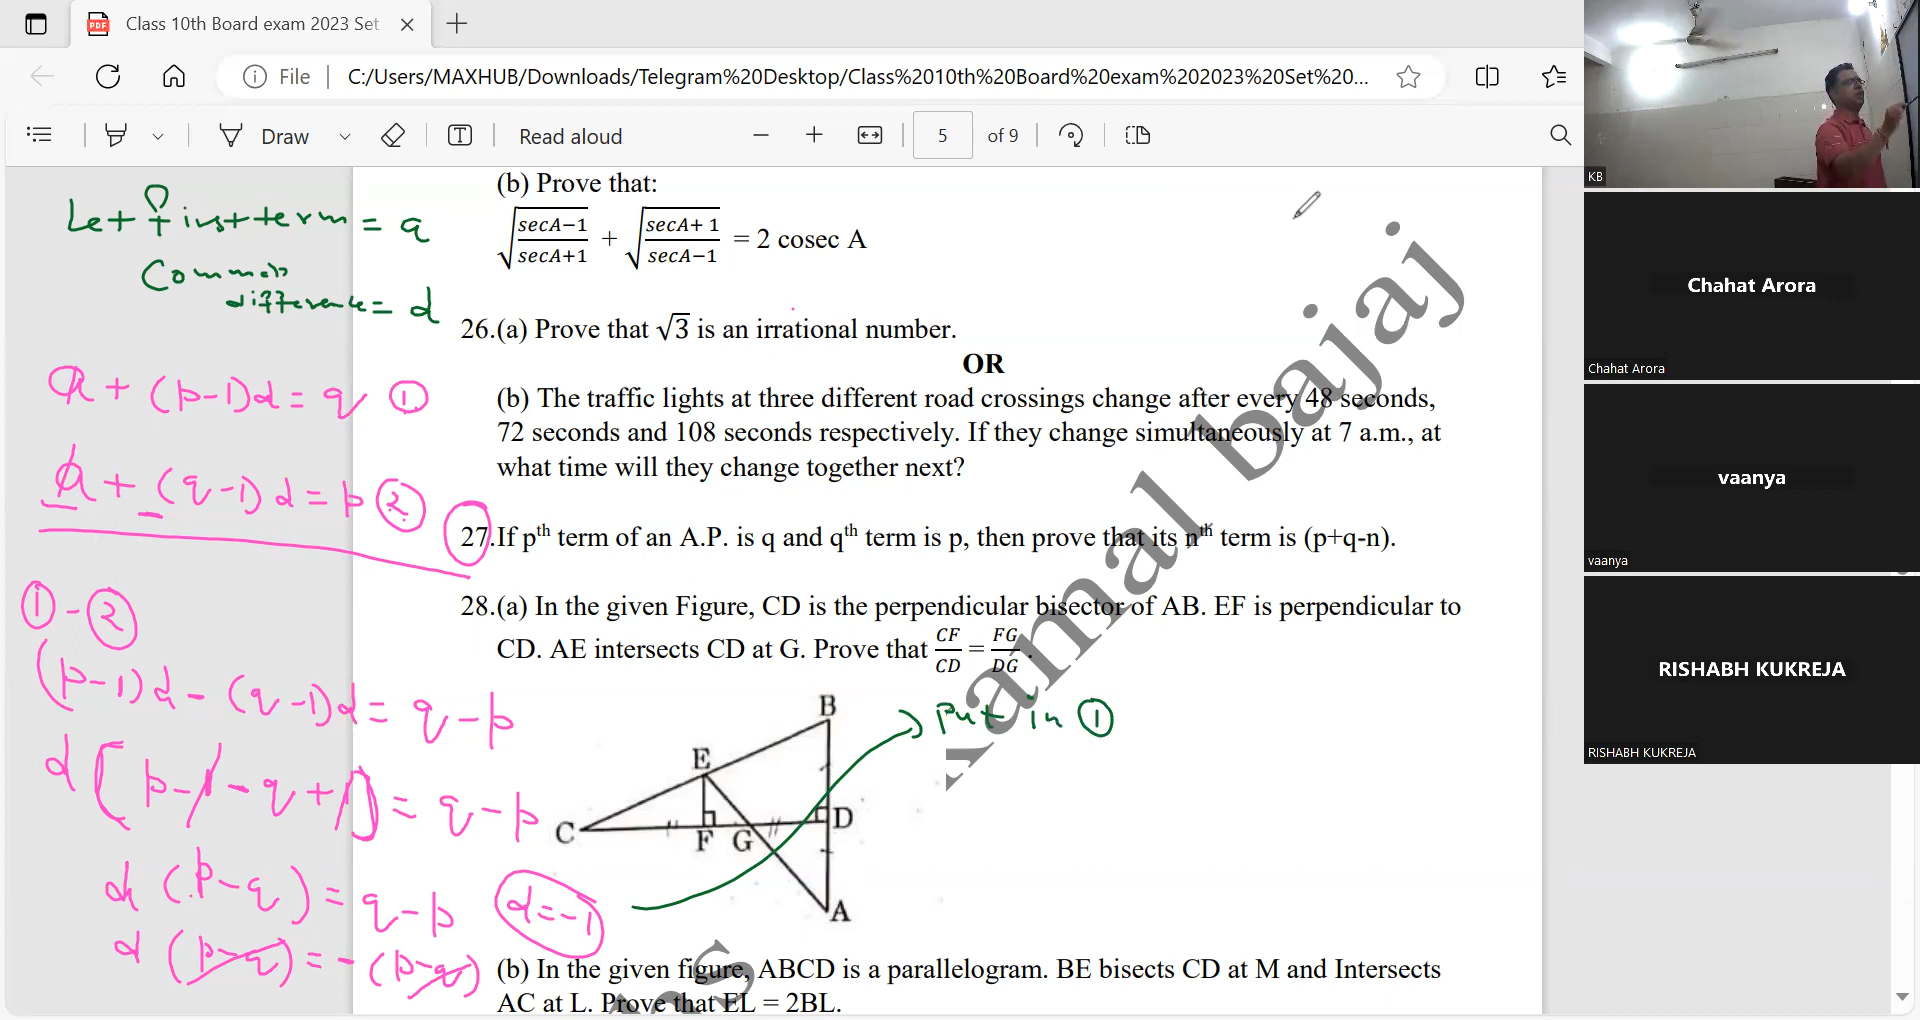 Class 10th Board exam 2023 Set
File
C:/Users/MAXHUB/Downloads/Telegram%20Desktop/Class%2010th%20Board%20exam%202023%20Set%20...
Draw
Read aloud
5
of 9
(b) Prove that:
√((secA−1)/(secA+1)) + √((secA+ 1)/(secA−1)) = 2 cosec A
26.(a) Prove that √3 is an irrational number.
OR
(b) The traffic lights at three different road crossings change after every 48 seconds,
72 seconds and 108 seconds respectively. If they change simultaneously at 7 a.m., at
what time will they change together next?
27.If pth term of an A.P. is q and qth term is p, then prove that its nth term is (p+q-n).
28.(a) In the given Figure, CD is the perpendicular bisector of AB. EF is perpendicular to
CD. AE intersects CD at G. Prove that CF/CD = FG/DG.
B
E
C
F
G
D
A
(b) In the given figure, ABCD is a parallelogram. BE bisects CD at M and Intersects
AC at L. Prove that EL = 2BL.
kamal bajaj
Let first term = a
Common
difference = d
a + (p-1)d = q ①
a + (q-1)d = p ②
① - ②
(p-1)d - (q-1)d = q-p
d [p-1-q+1] = q-p
d (p-q) = q-p
d = -1
d (p-q) = -(p-q)
Put in ①
KB
Chahat Arora
Chahat Arora
vaanya
vaanya
RISHABH KUKREJA
RISHABH KUKREJA